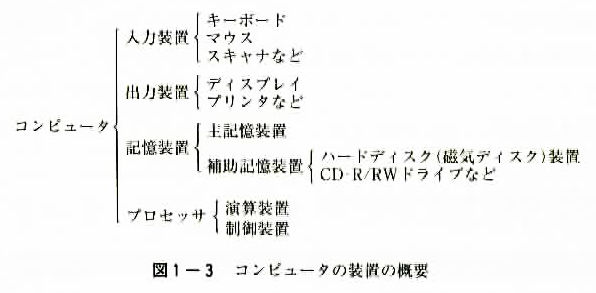 コンピュータ
入力装置
キーボード
マウス
スキャナなど
出力装置
ディスプレイ
プリンタなど
記憶装置
主記憶装置
補助記憶装置
ハードディスク(磁気ディスク)装置
CD-R/RWドライブなど
プロセッサ
演算装置
制御装置
図1－3 コンピュータの装置の概要